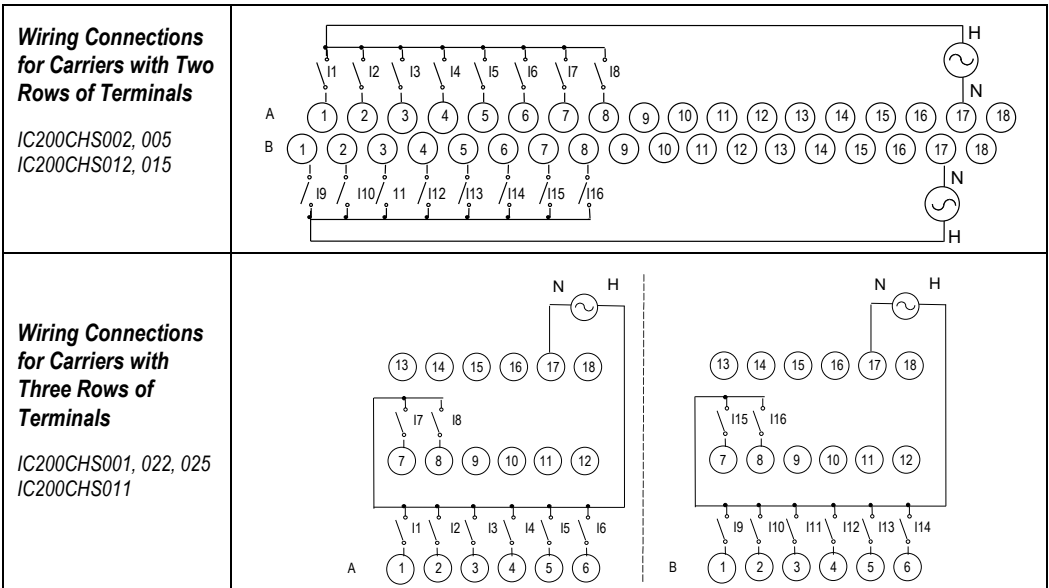 Wiring Connections
for Carriers with Two
Rows of Terminals
IC200CHS002, 005
IC200CHS012, 015
H
I1 I2 I3 I4 I5 I6 I7 I8
N
A 1 2 3 4 5 6 7 8 9 10 11 12 13 14 15 16 17 18
B 1 2 3 4 5 6 7 8 9 10 11 12 13 14 15 16 17 18
N
I9 I10 11 I12 I13 I14 I15 I16
H
Wiring Connections
for Carriers with
Three Rows of
Terminals
IC200CHS001, 022, 025
IC200CHS011
N H
13 14 15 16 17 18
I7 I8
7 8 9 10 11 12
I1 I2 I3 I4 I5 I6
A 1 2 3 4 5 6
N H
13 14 15 16 17 18
I15 I16
7 8 9 10 11 12
I9 I10 I11 I12 I13 I14
B 1 2 3 4 5 6